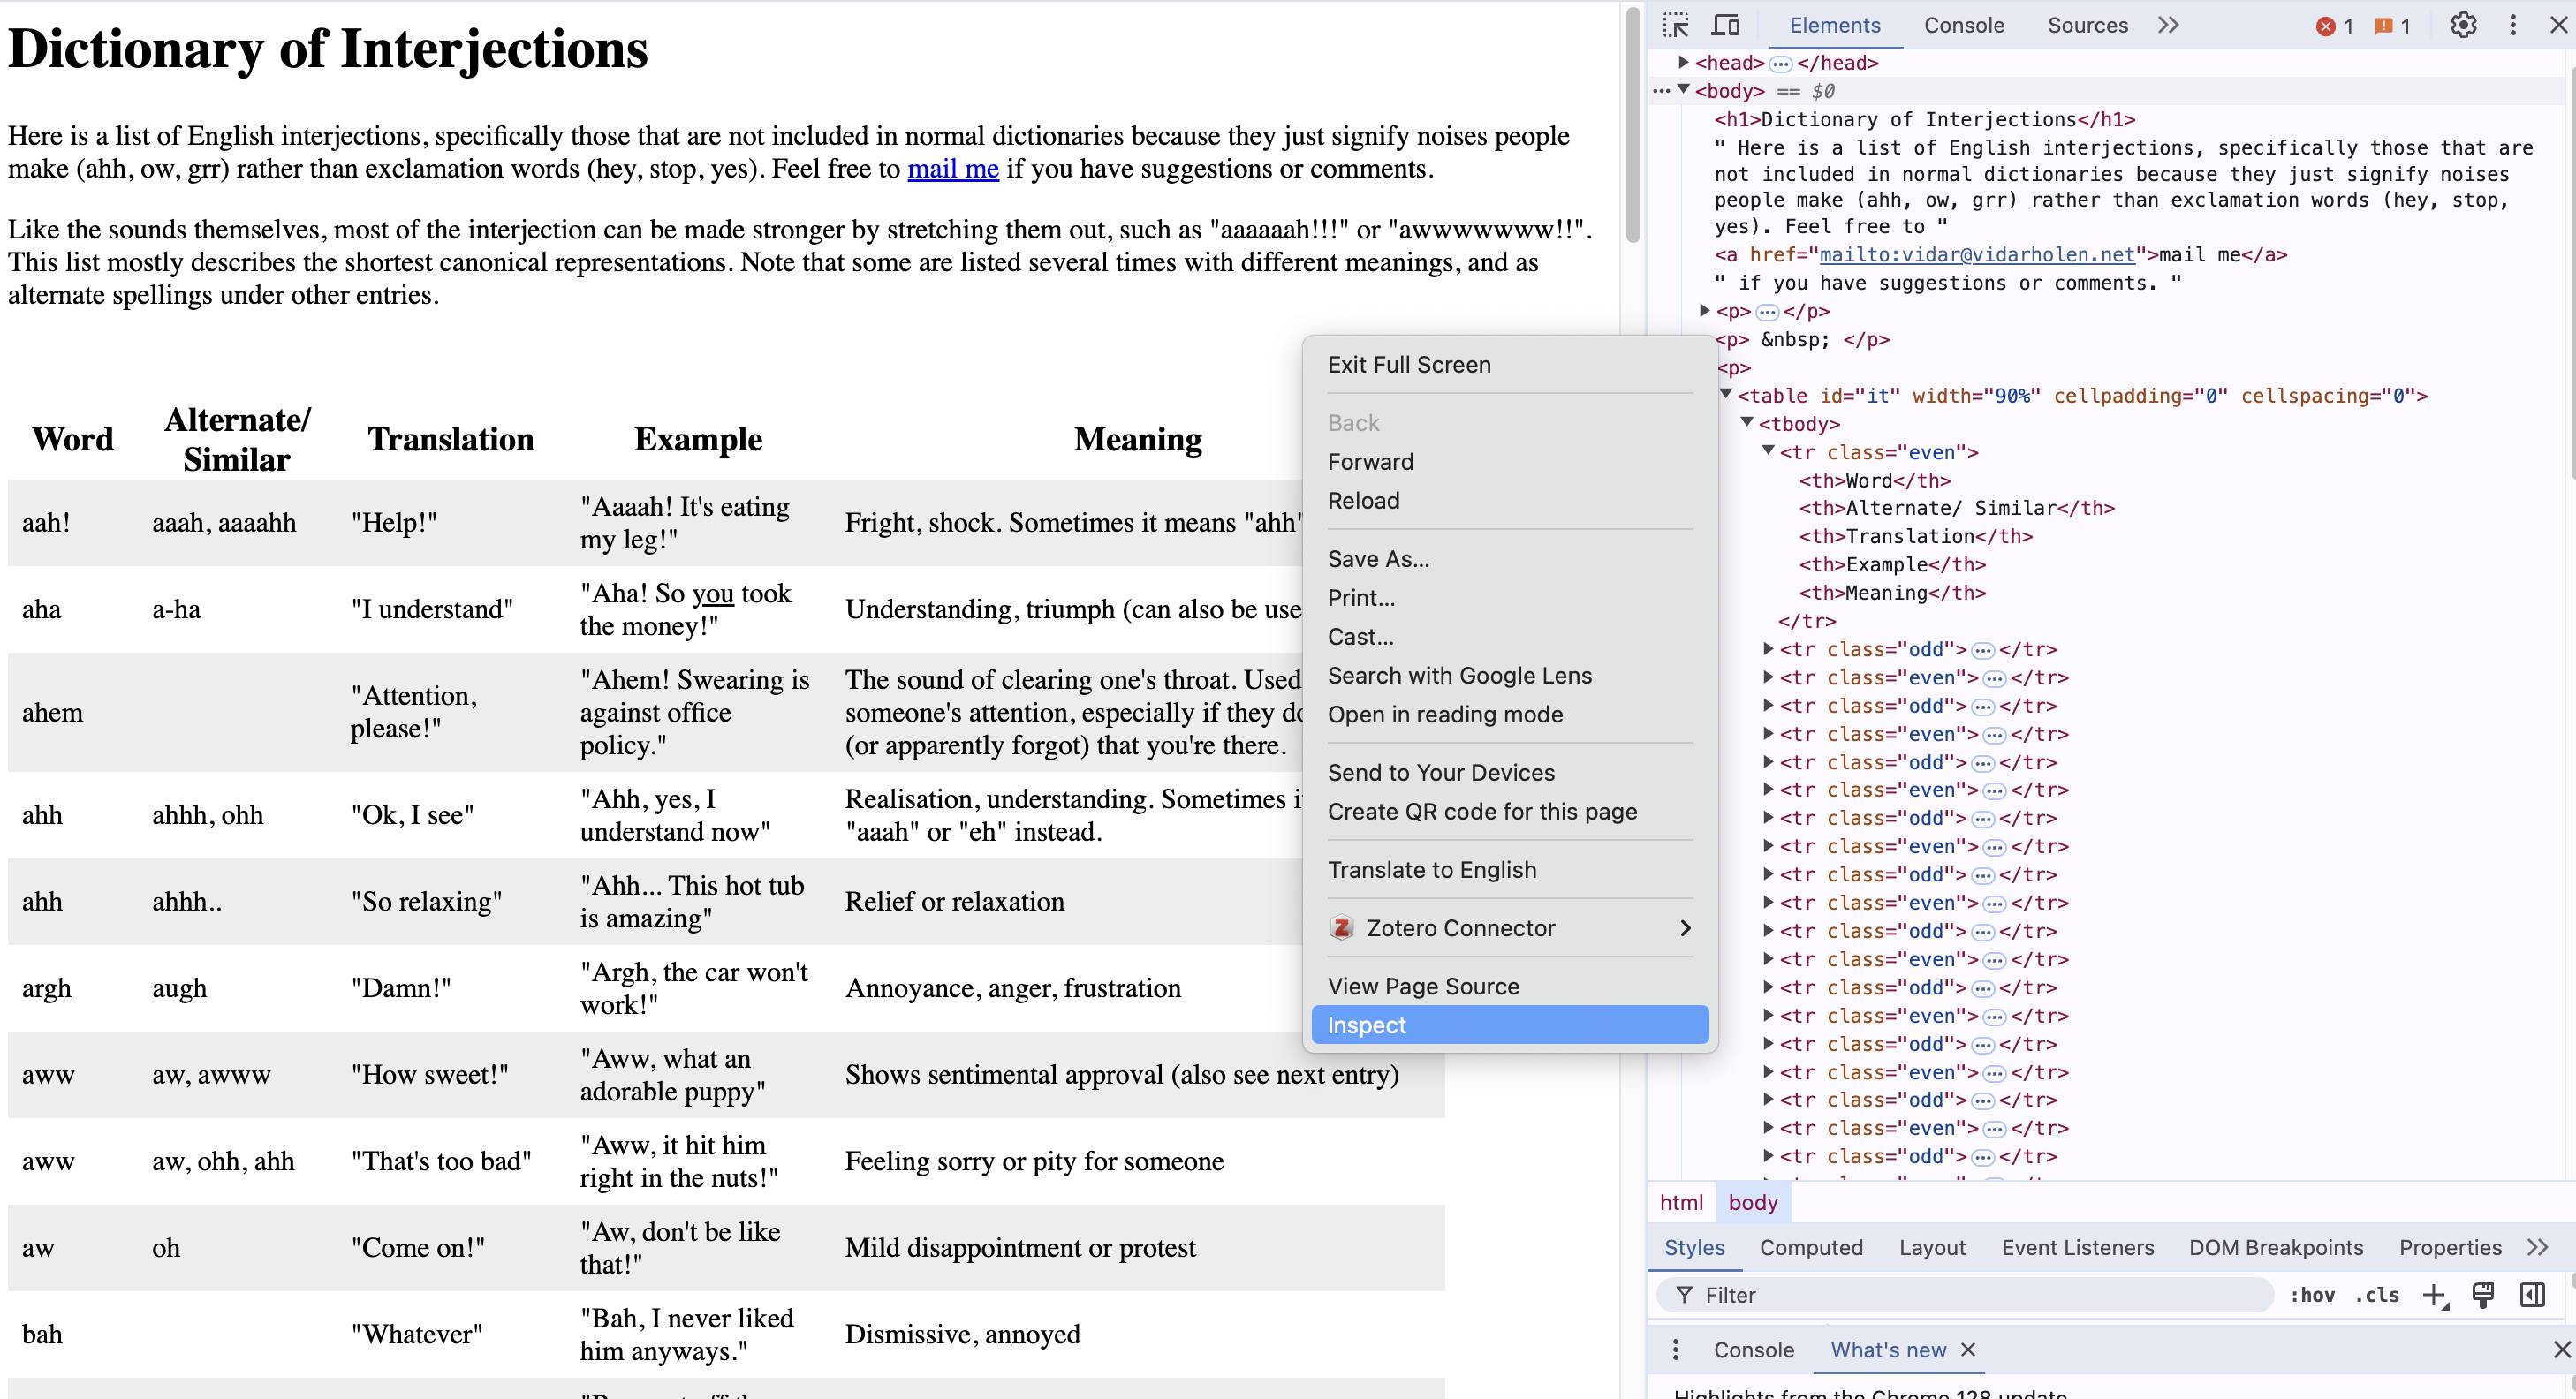 Dictionary of Interjections
Here is a list of English interjections, specifically those that are not included in normal dictionaries because they just signify noises people
make (ahh, ow, grr) rather than exclamation words (hey, stop, yes). Feel free to mail me if you have suggestions or comments.
Like the sounds themselves, most of the interjection can be made stronger by stretching them out, such as "aaaaaah!!!" or "awwwwwww!!".
This list mostly describes the shortest canonical representations. Note that some are listed several times with different meanings, and as
alternate spellings under other entries.
Word Alternate/ Similar Translation Example Meaning
aah! aaah, aaaahh "Help!" "Aaaah! It's eating my leg!" Fright, shock. Sometimes it means "ahh"
aha a-ha "I understand" "Aha! So you took the money!" Understanding, triumph (can also be use
ahem "Attention, please!" "Ahem! Swearing is against office policy." The sound of clearing one's throat. Used someone's attention, especially if they do (or apparently forgot) that you're there.
ahh ahhh, ohh "Ok, I see" "Ahh, yes, I understand now" Realisation, understanding. Sometimes "aaah" or "eh" instead.
ahh ahhh.. "So relaxing" "Ahh... This hot tub is amazing" Relief or relaxation
argh augh "Damn!" "Argh, the car won't work!" Annoyance, anger, frustration
aww aw, awww "How sweet!" "Aww, what an adorable puppy" Shows sentimental approval (also see next entry)
aww aw, ohh, ahh "That's too bad" "Aww, it hit him right in the nuts!" Feeling sorry or pity for someone
aw oh "Come on!" "Aw, don't be like that!" Mild disappointment or protest
bah "Whatever" "Bah, I never liked him anyways." Dismissive, annoyed
Exit Full Screen
Back
Forward
Reload
Save As...
Print...
Cast...
Search with Google Lens
Open in reading mode
Send to Your Devices
Create QR code for this page
Translate to English
Zotero Connector
View Page Source
Inspect
Elements Console Sources 1 1
<head> ••• </head>
••• <body> == $0
<h1>Dictionary of Interjections</h1>
" Here is a list of English interjections, specifically those that are
not included in normal dictionaries because they just signify noises
people make (ahh, ow, grr) rather than exclamation words (hey, stop,
yes). Feel free to "
<a href="mailto:vidar@vidarholen.net">mail me</a>
" if you have suggestions or comments. "
<p> ••• </p>
<p> &nbsp; </p>
<p>
<table id="it" width="90%" cellpadding="0" cellspacing="0">
<tbody>
<tr class="even">
<th>Word</th>
<th>Alternate/ Similar</th>
<th>Translation</th>
<th>Example</th>
<th>Meaning</th>
</tr>
<tr class="odd"> ••• </tr>
<tr class="even"> ••• </tr>
<tr class="odd"> ••• </tr>
<tr class="even"> ••• </tr>
<tr class="odd"> ••• </tr>
<tr class="even"> ••• </tr>
<tr class="odd"> ••• </tr>
<tr class="even"> ••• </tr>
<tr class="odd"> ••• </tr>
<tr class="even"> ••• </tr>
<tr class="odd"> ••• </tr>
<tr class="even"> ••• </tr>
<tr class="odd"> ••• </tr>
<tr class="even"> ••• </tr>
<tr class="odd"> ••• </tr>
<tr class="even"> ••• </tr>
<tr class="odd"> ••• </tr>
<tr class="even"> ••• </tr>
<tr class="odd"> ••• </tr>
html body
Styles Computed Layout Event Listeners DOM Breakpoints Properties
Filter :hov .cls
Console What's new
Highlights from the Chrome 128 update